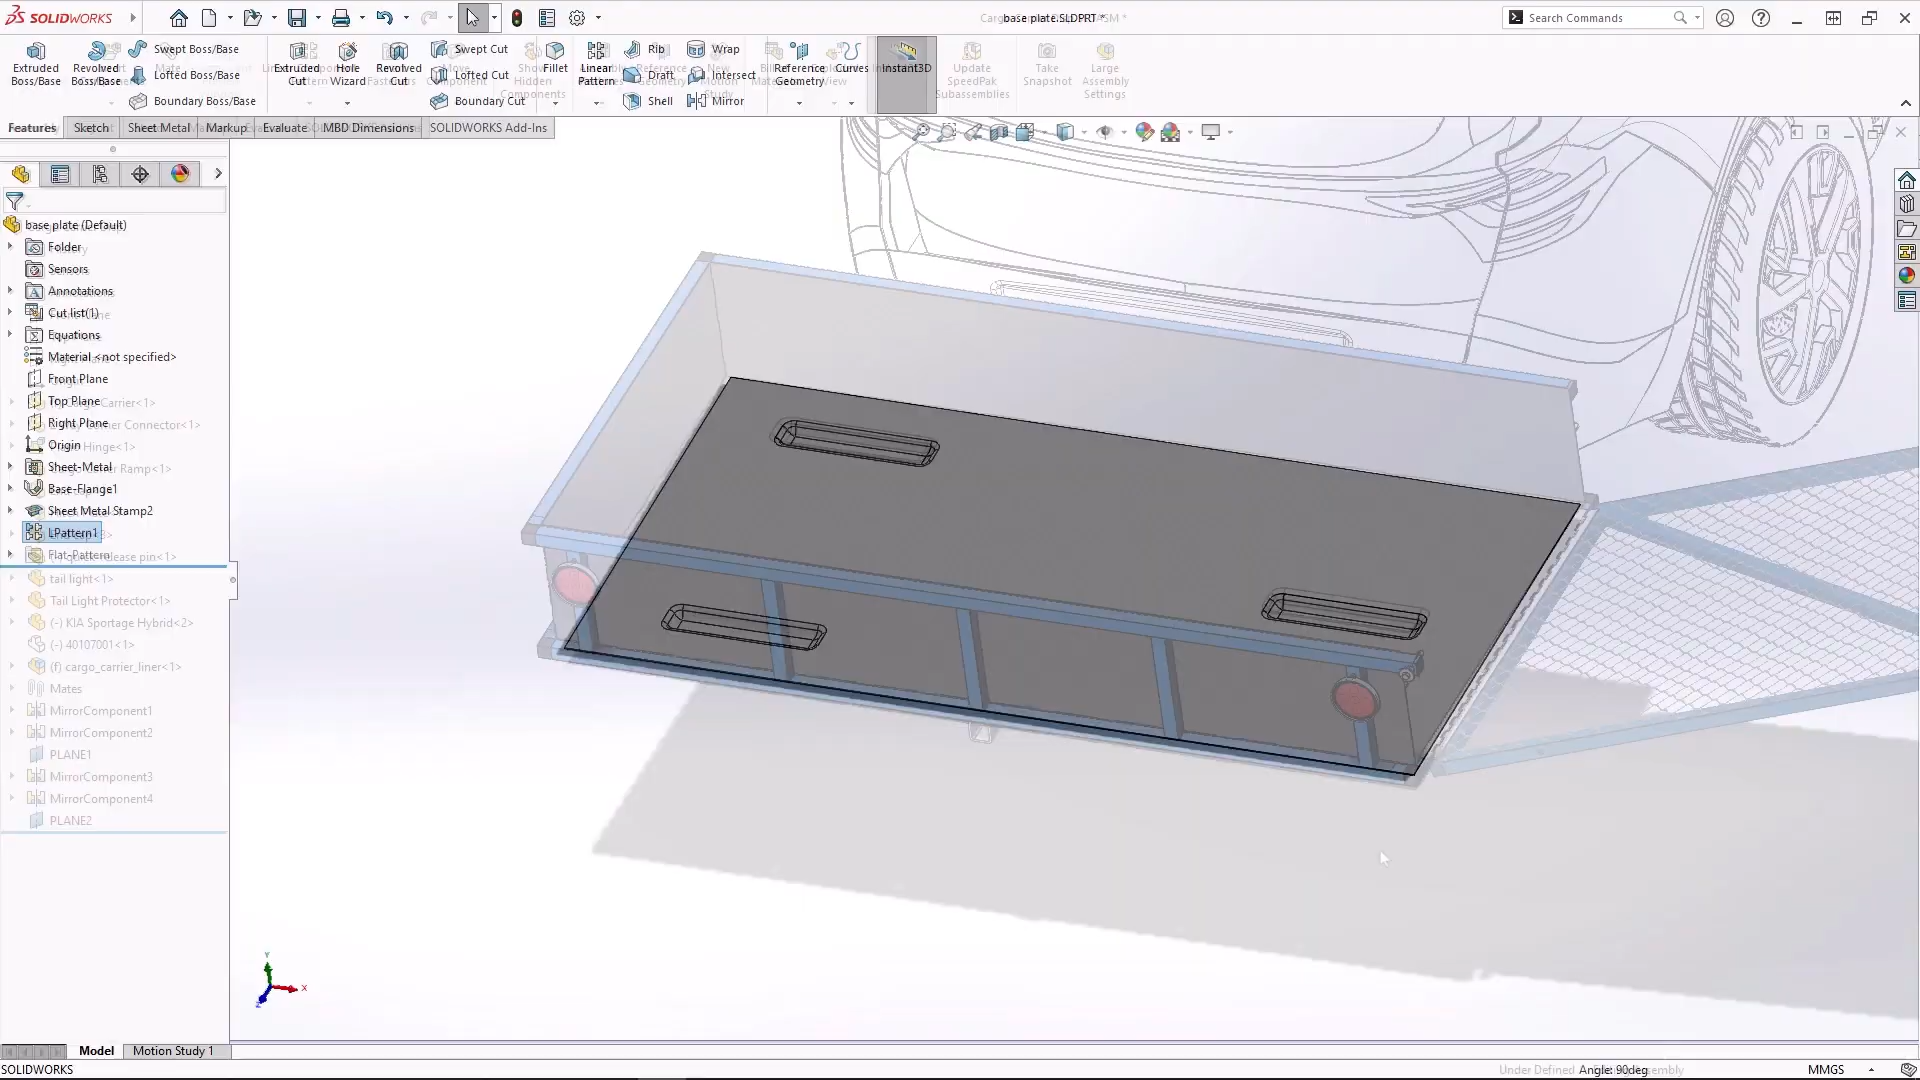 SOLIDWORKS
base plate.SLDPRT *
Search Commands
Extruded Boss/Base
Revolved Boss/Base
Swept Boss/Base
Lofted Boss/Base
Boundary Boss/Base
Extruded Cut
Hole Wizard
Revolved Cut
Swept Cut
Lofted Cut
Boundary Cut
Show Hidden Components
Fillet
Linear Pattern
Rib
Draft
Shell
Wrap
Intersect
Mirror
Reference Geometry
Curves
Instant3D
Update SpeedPak Subassemblies
Take Snapshot
Large Assembly Settings
Features
Sketch
Sheet Metal
Markup
Evaluate
MBD Dimensions
SOLIDWORKS Add-Ins
base plate (Default)
Folder
Sensors
Annotations
Cut list(1)
Equations
Material <not specified>
Front Plane
Top Plane
Right Plane
Origin
Sheet-Metal
Base-Flange1
Sheet Metal Stamp2
LPattern1
Flat-Pattern
tail light<1>
Tail Light Protector<1>
(-) KIA Sportage Hybrid<2>
(-) 40107001<1>
(f) cargo_carrier_liner<1>
Mates
MirrorComponent1
MirrorComponent2
PLANE1
MirrorComponent3
MirrorComponent4
PLANE2
Y
X
Z
Model
Motion Study 1
SOLIDWORKS
Under Defined
Angle: 90deg
MMGS